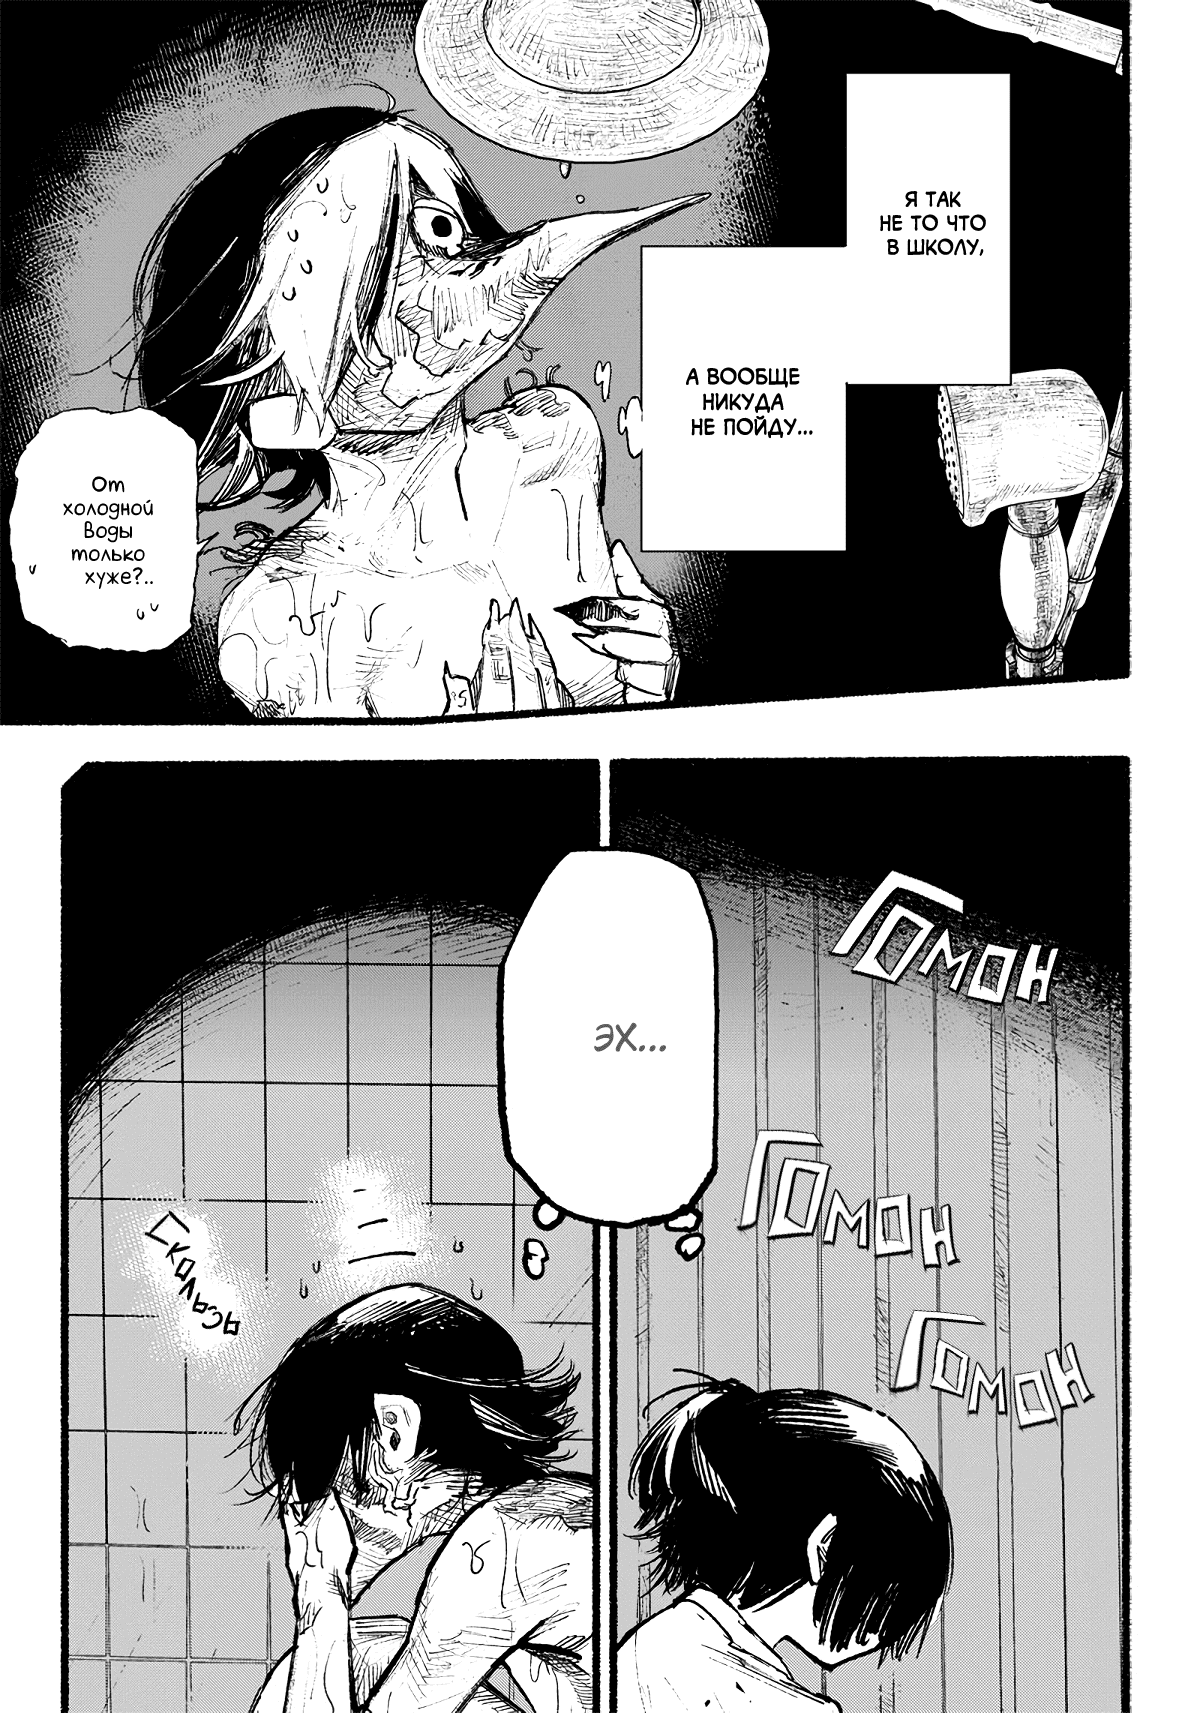 Я ТАК
НЕ ТО ЧТО
В ШКОЛУ,
А ВООБЩЕ
НИКУДА
НЕ ПОЙДУ...
От
холодной
воды
только
хуже?..
ГОМОН
ЭХ...
ГОМОН
ГОМОН
Скользь